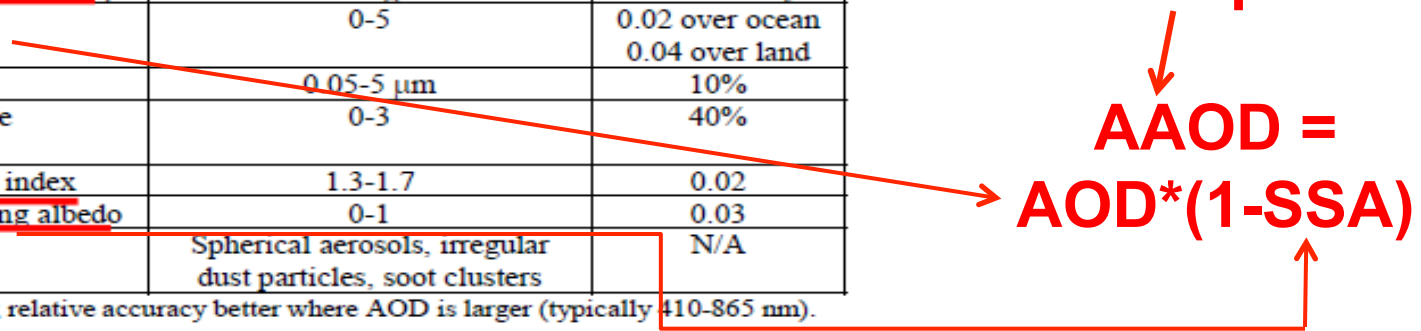 0-5 0.02 over ocean
0.04 over land
0.05-5 μm 10%
e 0-3 40%
AAOD =
index 1.3-1.7 0.02
AOD*(1-SSA)
ng albedo 0-1 0.03
Spherical aerosols, irregular N/A
dust particles, soot clusters
relative accuracy better where AOD is larger (typically 410-865 nm).